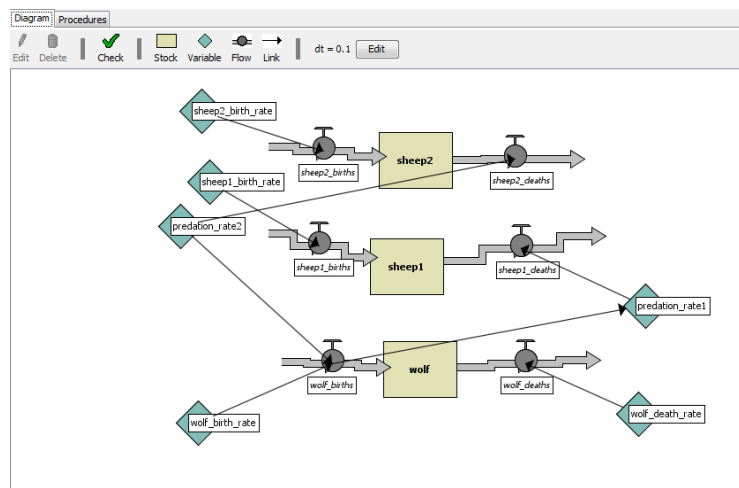 Diagram Procedures
Edit Delete Check Stock Variable Flow Link dt = 0.1 Edit
sheep2_birth_rate
sheep2
sheep2_births
sheep2_deaths
sheep1_birth_rate
predation_rate2
sheep1
sheep1_births
sheep1_deaths
predation_rate1
wolf
wolf_births
wolf_deaths
wolf_birth_rate
wolf_death_rate